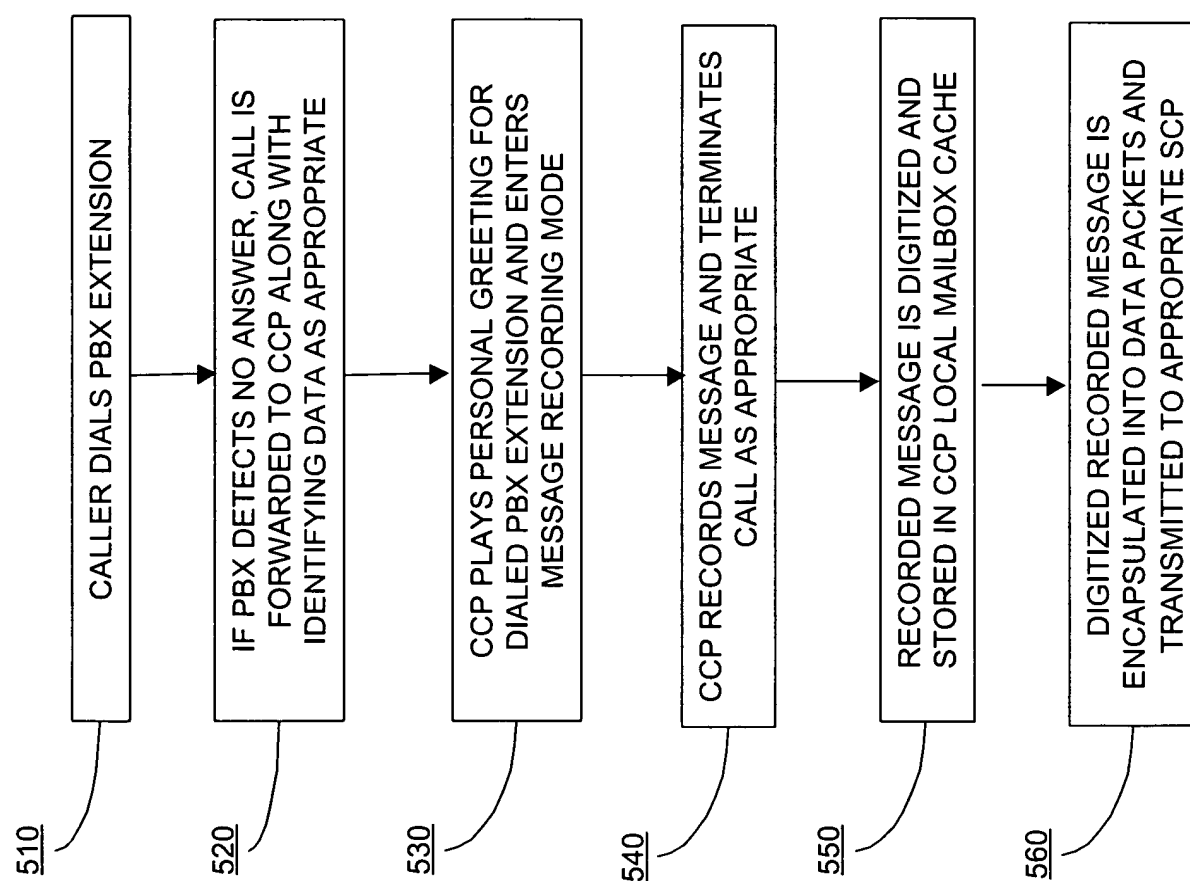 510
CALLER DIALS PBX EXTENSION
520
IF PBX DETECTS NO ANSWER, CALL IS
FORWARDED TO CCP ALONG WITH
IDENTIFYING DATA AS APPROPRIATE
530
CCP PLAYS PERSONAL GREETING FOR
DIALED PBX EXTENSION AND ENTERS
MESSAGE RECORDING MODE
540
CCP RECORDS MESSAGE AND TERMINATES
CALL AS APPROPRIATE
550
RECORDED MESSAGE IS DIGITIZED AND
STORED IN CCP LOCAL MAILBOX CACHE
560
DIGITIZED RECORDED MESSAGE IS
ENCAPSULATED INTO DATA PACKETS AND
TRANSMITTED TO APPROPRIATE SCP